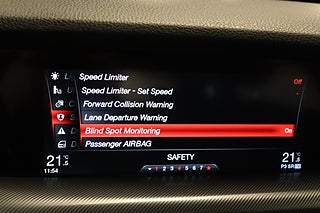 Speed Limiter
Off
Speed Limiter - Set Speed
Forward Collision Warning
Lane Departure Warning
Blind Spot Monitoring On
Passenger AIRBAG
21
SAFETY
21
11:54